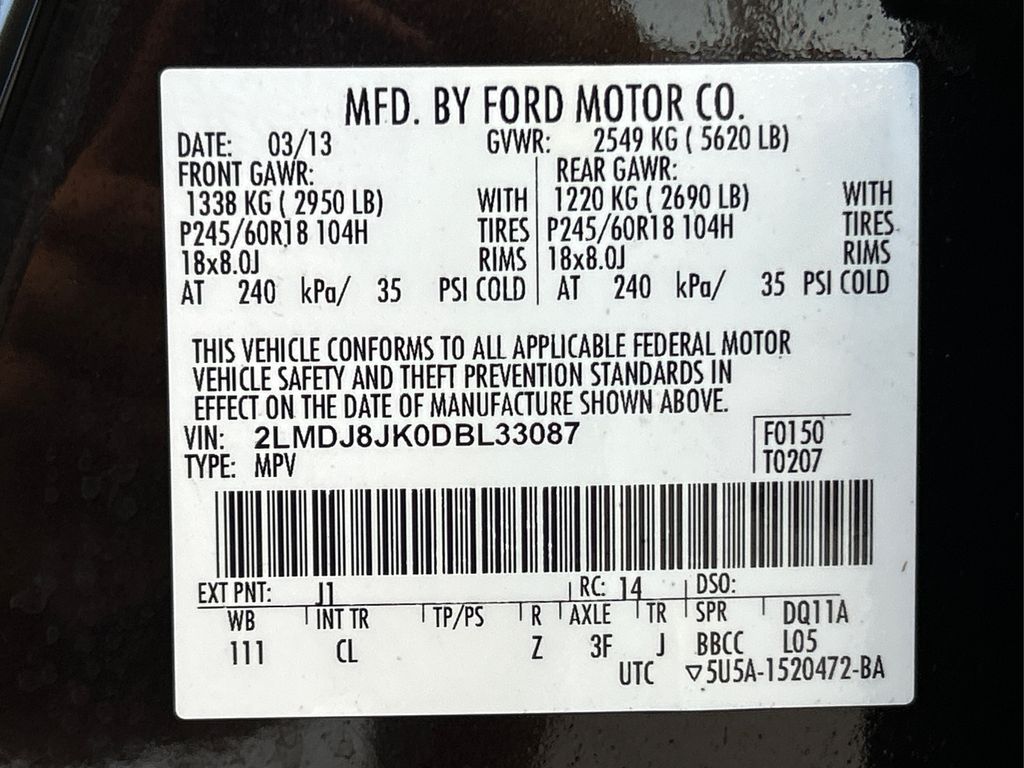 MFD. BY FORD MOTOR CO.
DATE: 03/13 GVWR: 2549 KG ( 5620 LB)
FRONT GAWR: REAR GAWR:
1338 KG ( 2950 LB) WITH 1220 KG ( 2690 LB) WITH
P245/60R18 104H TIRES P245/60R18 104H TIRES
18x8.0J RIMS 18x8.0J RIMS
AT 240 kPa/ 35 PSI COLD AT 240 kPa/ 35 PSI COLD
THIS VEHICLE CONFORMS TO ALL APPLICABLE FEDERAL MOTOR
VEHICLE SAFETY AND THEFT PREVENTION STANDARDS IN
EFFECT ON THE DATE OF MANUFACTURE SHOWN ABOVE.
VIN: 2LMDJ8JK0DBL33087 F0150
TYPE: MPV T0207
EXT PNT: J1 RC: 14 DSO:
WB INT TR TP/PS R AXLE TR SPR DQ11A
111 CL Z 3F J BBCC L05
UTC ▽5U5A-1520472-BA